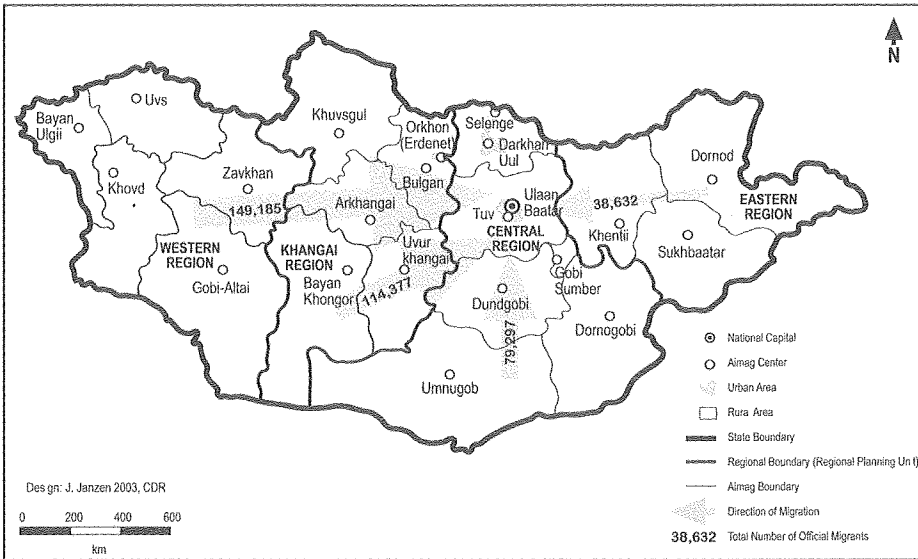 N
Uvs
Bayan
Ulgii
Khuvsgul
Orkhon
(Erdenet)
Selenge
Darkhan
Uul
Dornod
Khovd
Zavkhan
Bulgan
149,185
Arkhangai
Tuv
Ulaan
Baatar
38,632
EASTERN
REGION
CENTRAL
REGION
Khentii
Sukhbaatar
WESTERN
REGION
Gobi-Altai
KHANGAI
REGION
Bayan
Khongor
Uvur
khangai
114,377
Gobi
Sumber
Dundgobi
Dornogobi
79,297
Umnugob
National Capital
Aimag Center
Urban Area
Rura Area
State Boundary
Regional Boundary (Regional Planning Unit)
Aimag Boundary
Direction of Migration
38,632 Total Number of Official Migrants
Design: J. Janzen 2003, CDR
0 200 400 600
km